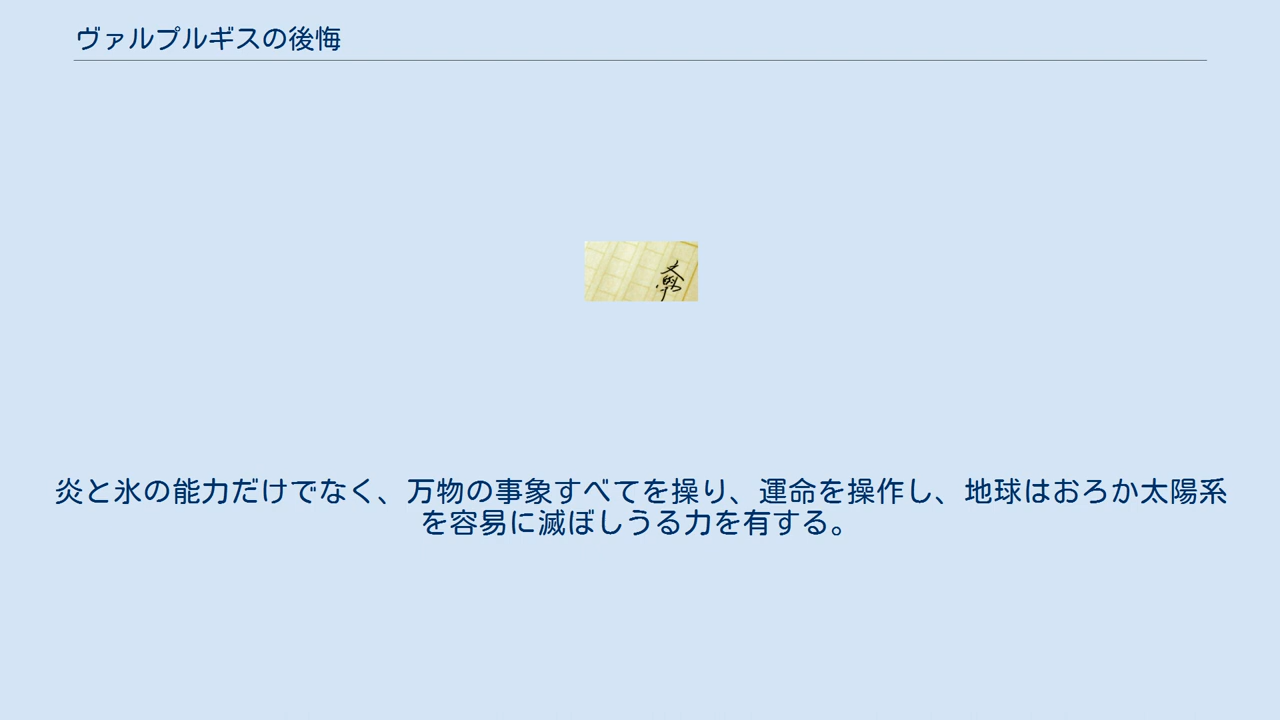 ヴァルプルギスの後悔
炎と氷の能力だけでなく、万物の事象すべてを操り、運命を操作し、地球はおろか太陽系
を容易に滅ぼしうる力を有する。